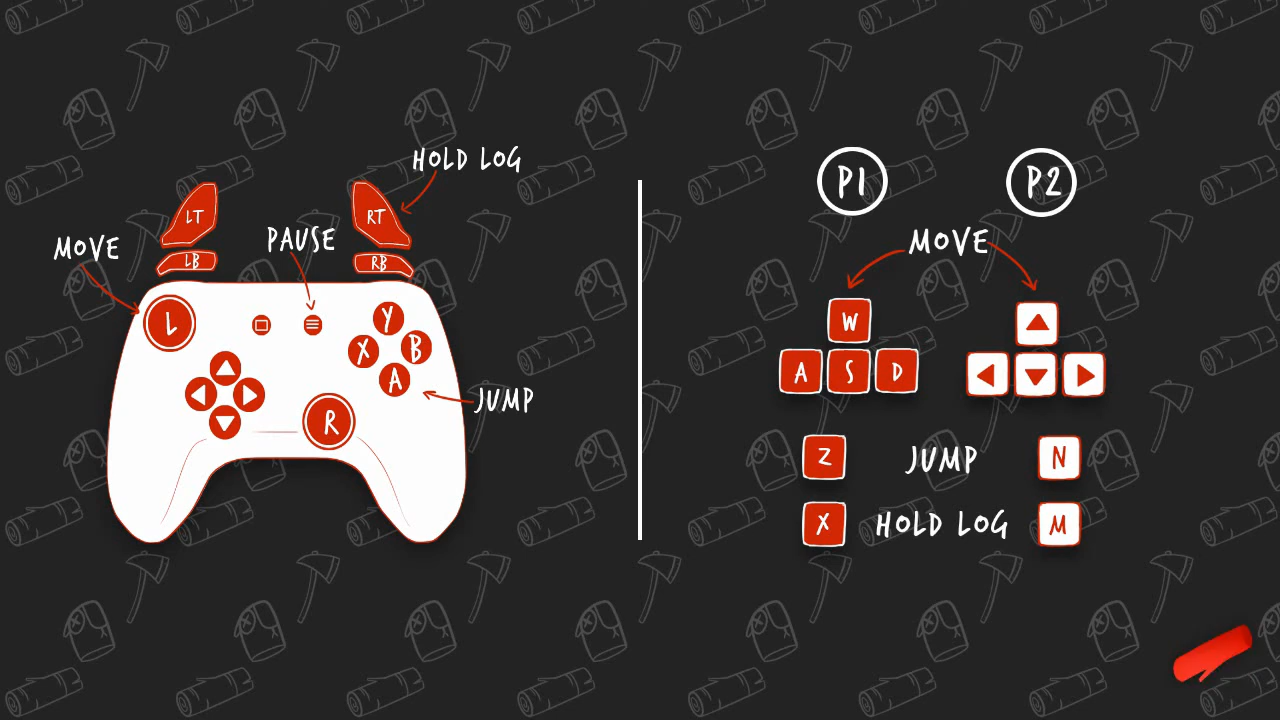 HOLD LOG
LT
RT
MOVE
PAUSE
LB
RB
L
Y
X
B
A
R
JUMP
P1
P2
MOVE
W
A S D
Z JUMP N
X HOLD LOG M